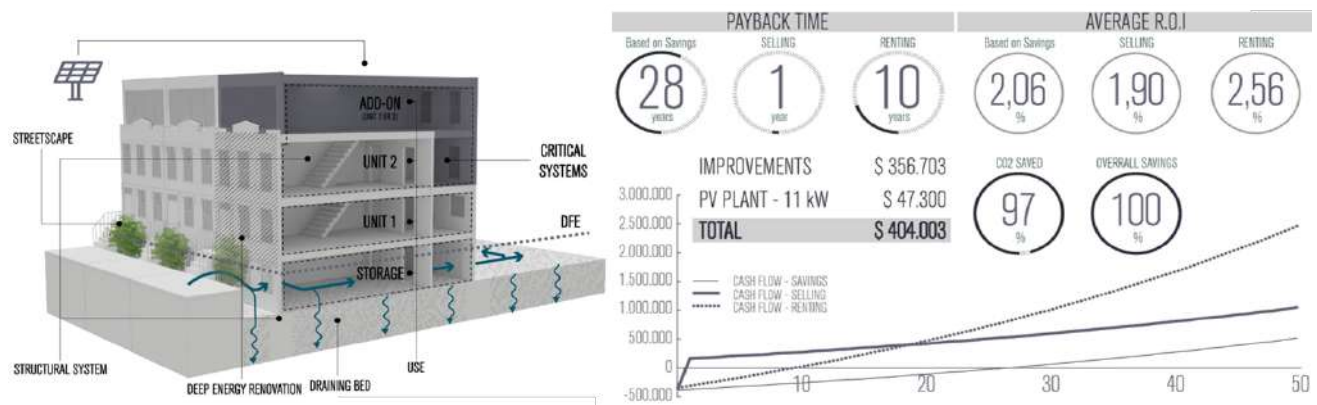 STREETSCAPE
ADD-ON
(UNIT 1 OR 2)
UNIT 2
CRITICAL
SYSTEMS
UNIT 1
DFE
STORAGE
STRUCTURAL SYSTEM
DEEP ENERGY RENOVATION
DRAINING BED
USE
PAYBACK TIME
Based on Savings
SELLING
RENTING
28
years
1
year
10
years
AVERAGE R.O.I
Based on Savings
SELLING
RENTING
2,06
%
1,90
%
2,56
%
IMPROVEMENTS $ 356.703
PV PLANT - 11 kW $ 47.300
TOTAL $ 404.003
CO2 SAVED
97
%
OVERRALL SAVINGS
100
%
3.000.000
2.500.000
2.000.000
1.500.000
1.000.000
500.000
0
-500.000
CASH FLOW - SAVINGS
CASH FLOW - SELLING
CASH FLOW - RENTING
10 20 30 40 50